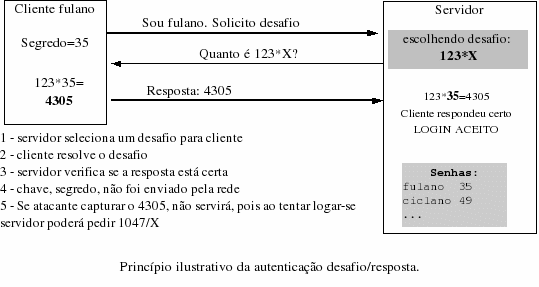 Cliente fulano
Segredo=35
123*35=
4305
Sou fulano. Solicito desafio
Quanto é 123*X?
Resposta: 4305
Servidor
escolhendo desafio:
123*X
123*35=4305
Cliente respondeu certo
LOGIN ACEITO
Senhas:
fulano 35
ciclano 49
...
1 - servidor seleciona um desafio para cliente
2 - cliente resolve o desafio
3 - servidor verifica se a resposta está certa
4 - chave, segredo, não foi enviado pela rede
5 - Se atacante capturar o 4305, não servirá, pois ao tentar logar-se
servidor poderá pedir 1047/X
Princípio ilustrativo da autenticação desafio/resposta.